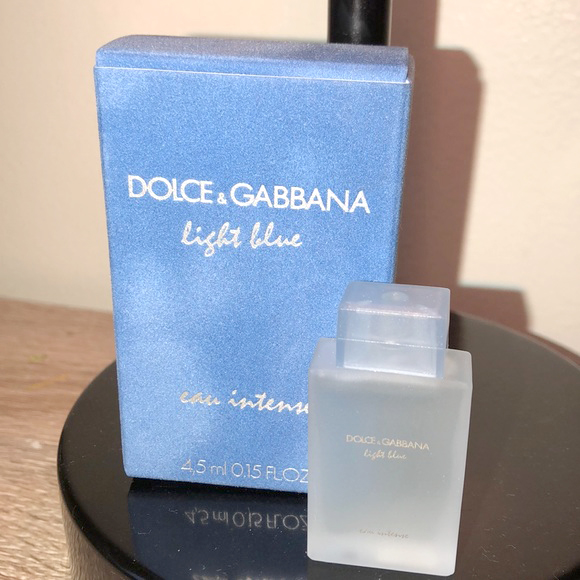 DOLCE & GABBANA
light blue
eau intense
4,5 ml 0.15 FL.OZ
DOLCE & GABBANA
light blue
eau intense